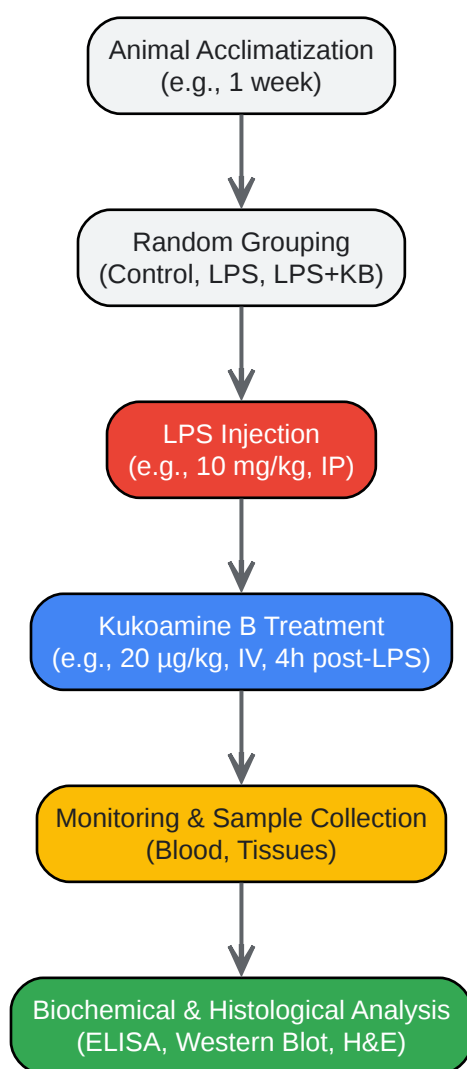 Animal Acclimatization
(e.g., 1 week)
Random Grouping
(Control, LPS, LPS+KB)
LPS Injection
(e.g., 10 mg/kg, IP)
Kukoamine B Treatment
(e.g., 20 µg/kg, IV, 4h post-LPS)
Monitoring & Sample Collection
(Blood, Tissues)
Biochemical & Histological Analysis
(ELISA, Western Blot, H&E)